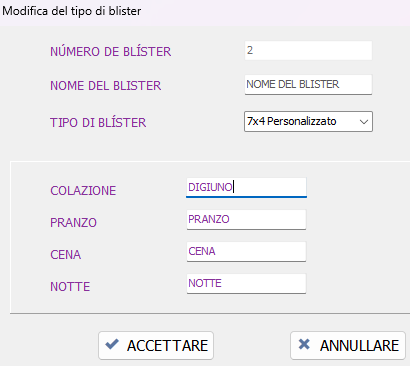 Modifica del tipo di blister
NÚMERO DE BLÍSTER 2
NOME DEL BLISTER NOME DEL BLISTER
TIPO DI BLÍSTER 7x4 Personalizzato
COLAZIONE DIGIUNO
PRANZO PRANZO
CENA CENA
NOTTE NOTTE
ACCETTARE ANNULLARE